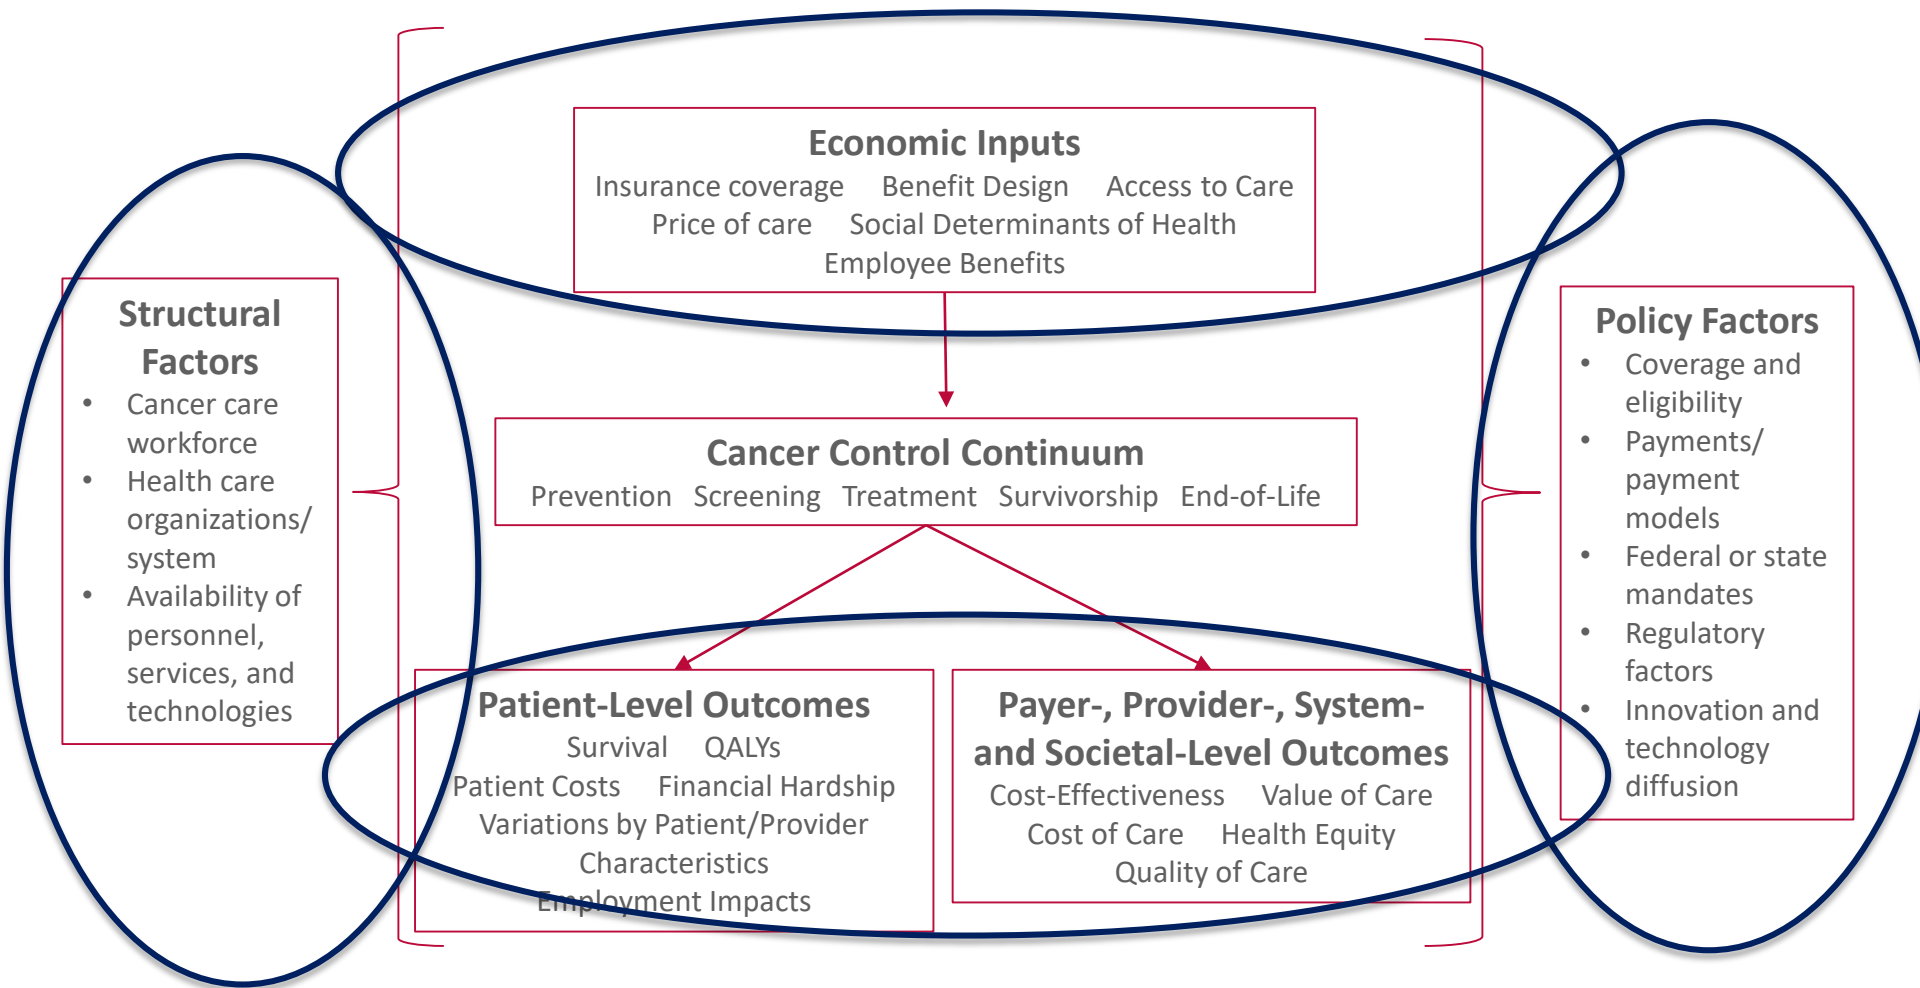 Economic Inputs
Insurance coverage Benefit Design Access to Care
Price of care Social Determinants of Health
Employee Benefits
Structural
Factors
• Cancer care
workforce
• Health care
organizations/
system
• Availability of
personnel,
services, and
technologies
Cancer Control Continuum
Prevention Screening Treatment Survivorship End-of-Life
Patient-Level Outcomes
Survival QALYs
Patient Costs Financial Hardship
Variations by Patient/Provider
Characteristics
Employment Impacts
Payer-, Provider-, System-
and Societal-Level Outcomes
Cost-Effectiveness Value of Care
Cost of Care Health Equity
Quality of Care
Policy Factors
• Coverage and
eligibility
• Payments/
payment
models
• Federal or state
mandates
• Regulatory
factors
• Innovation and
technology
diffusion